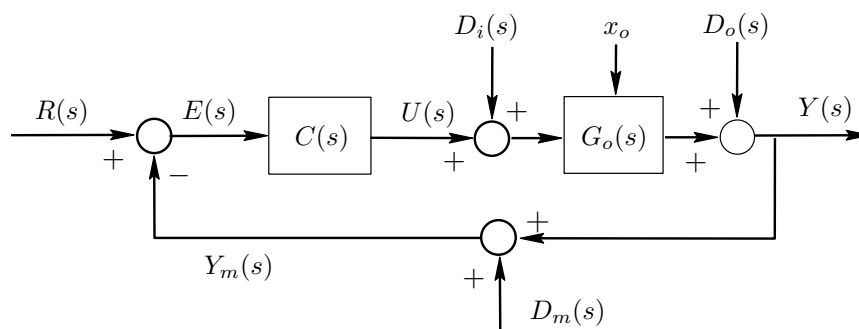 D_i(s) x_o D_o(s)
R(s) E(s) U(s) Y(s)
+ + +
C(s) G_o(s)
+ − + +
+
Y_m(s) +
D_m(s)